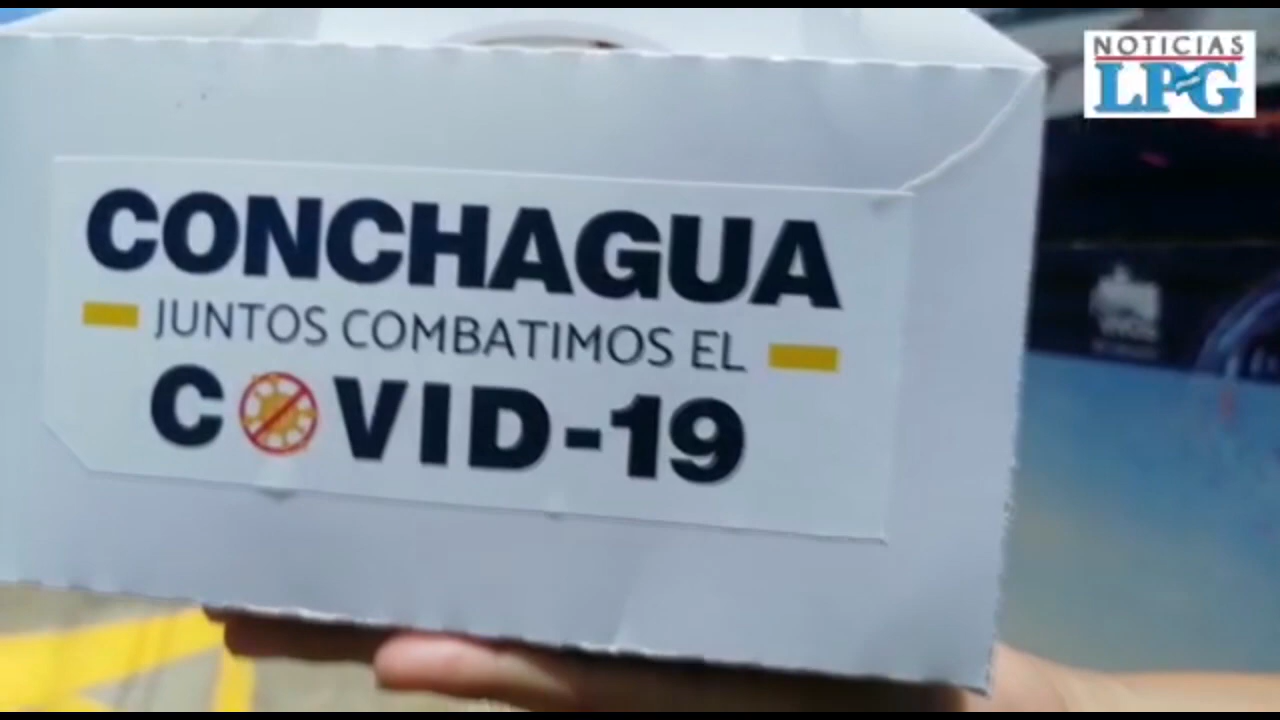 NOTICIAS
LPG
CONCHAGUA
JUNTOS COMBATIMOS EL
COVID-19